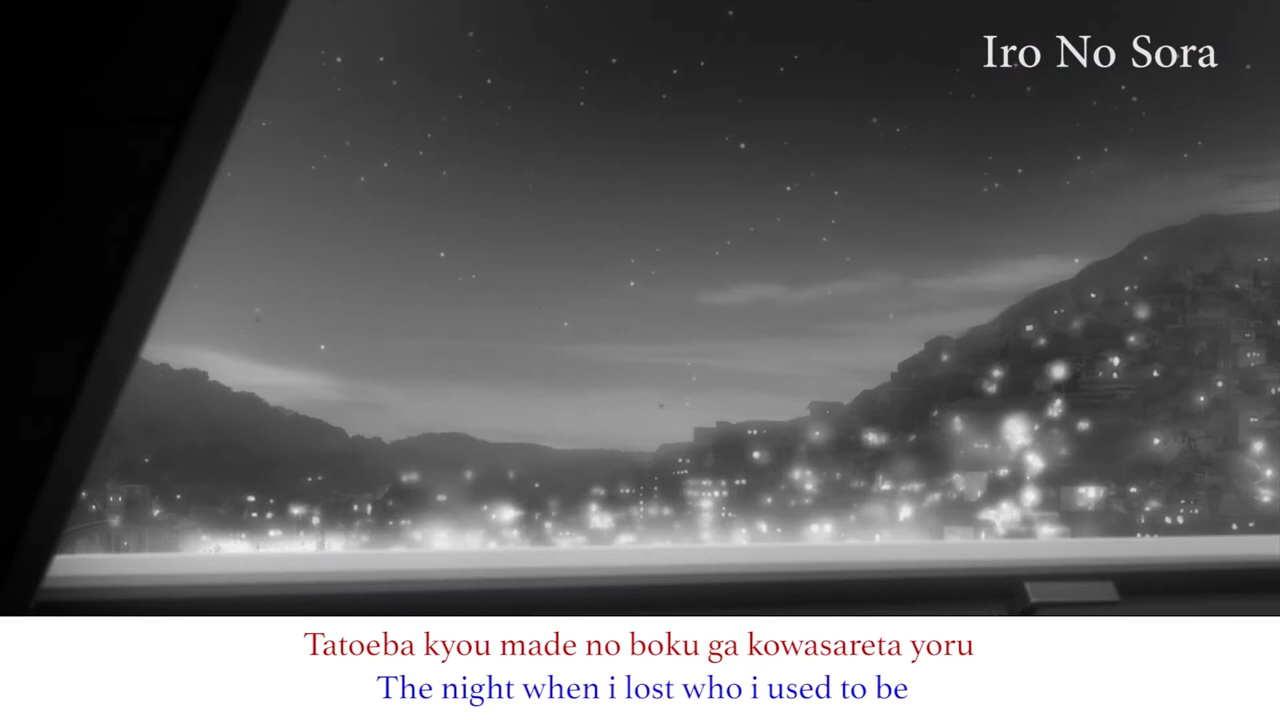 Iro No Sora
Tatoeba kyou made no boku ga kowasareta yoru
The night when i lost who i used to be